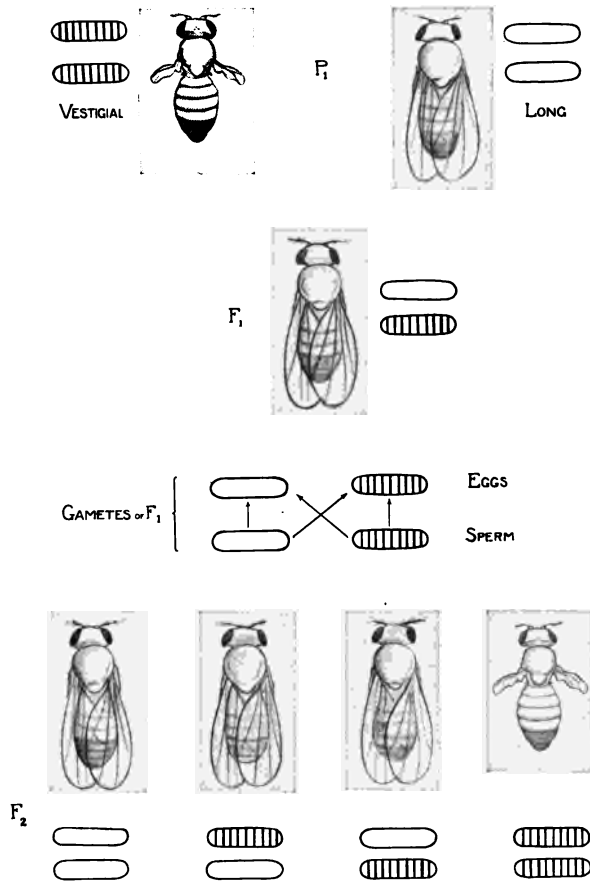 P1
VESTIGIAL
LONG
F1
GAMETES OF F1
EGGS
SPERM
F2